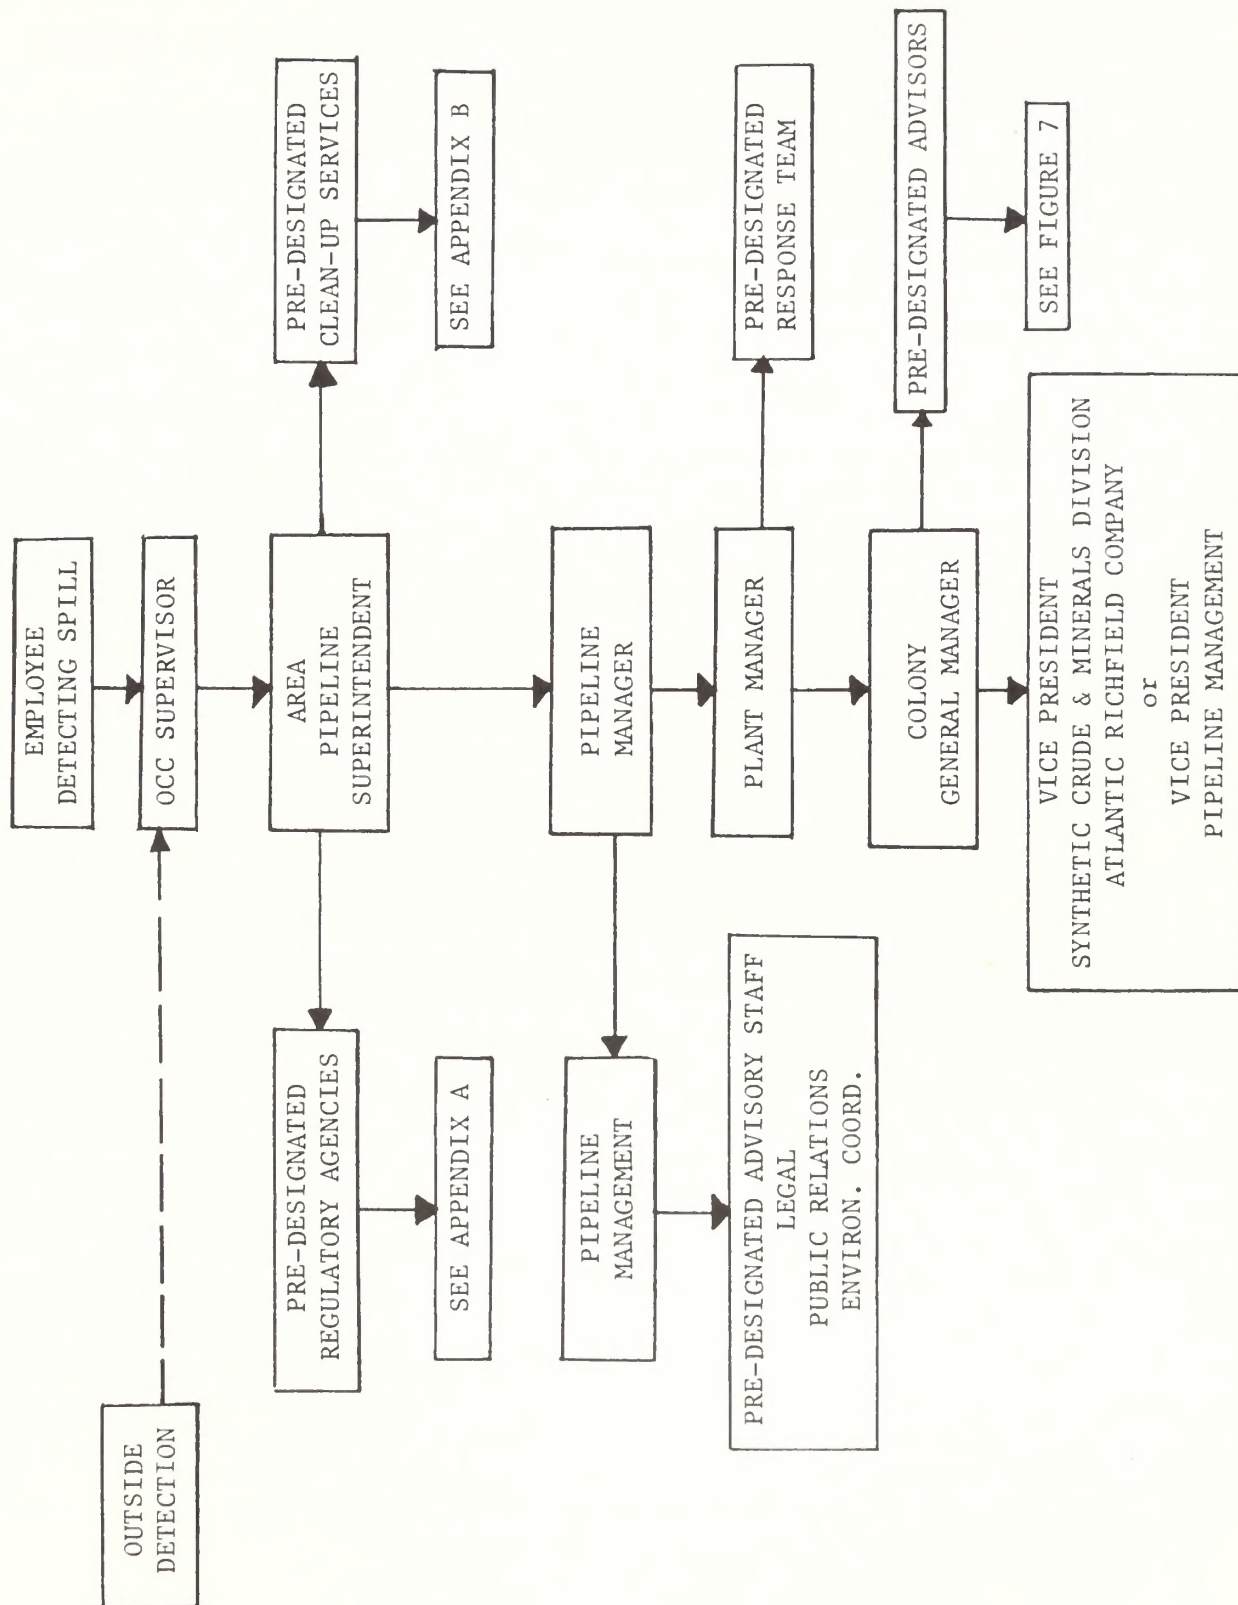 EMPLOYEE
DETECTING SPILL
OUTSIDE
DETECTION
OCC SUPERVISOR
PRE-DESIGNATED
REGULATORY AGENCIES
AREA
PIPELINE
SUPERINTENDENT
PRE-DESIGNATED
CLEAN-UP SERVICES
SEE APPENDIX A
SEE APPENDIX B
PIPELINE
MANAGEMENT
PIPELINE
MANAGER
PRE-DESIGNATED ADVISORY STAFF
LEGAL
PUBLIC RELATIONS
ENVIRON. COORD.
PLANT MANAGER
PRE-DESIGNATED
RESPONSE TEAM
COLONY
GENERAL MANAGER
PRE-DESIGNATED ADVISORS
SEE FIGURE 7
VICE PRESIDENT
SYNTHETIC CRUDE & MINERALS DIVISION
ATLANTIC RICHFIELD COMPANY
or
VICE PRESIDENT
PIPELINE MANAGEMENT